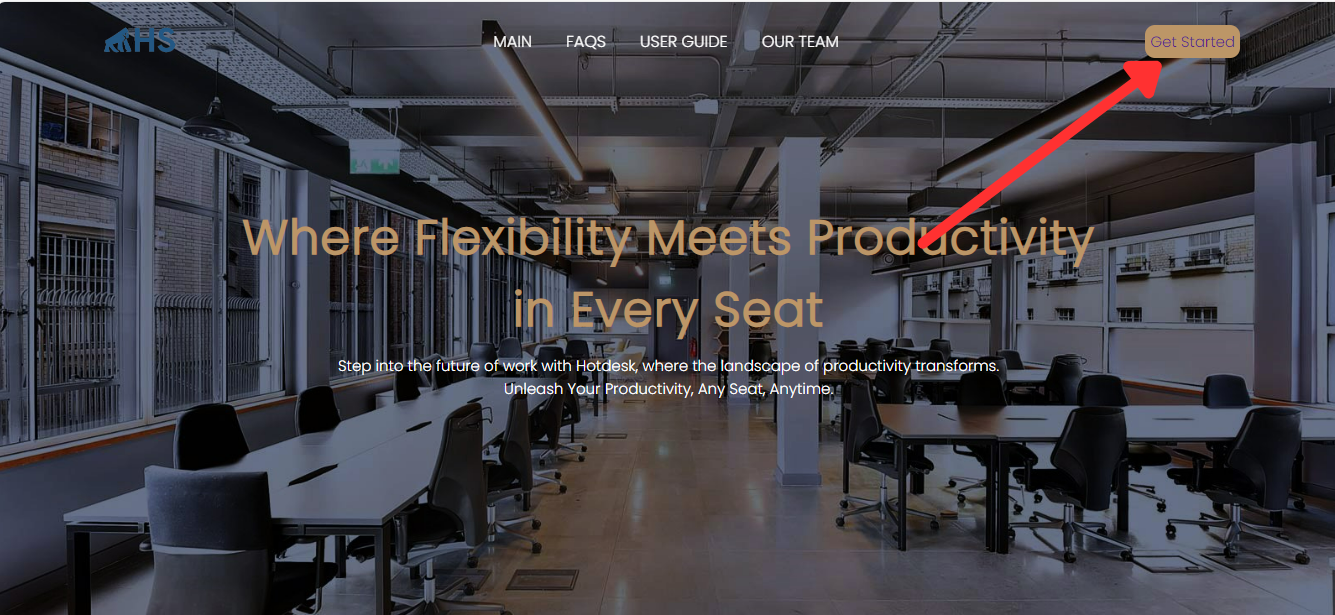 HS
MAIN
FAQS
USER GUIDE
OUR TEAM
Get Started
Where Flexibility Meets Productivity
in Every Seat
Step into the future of work with Hotdesk, where the landscape of productivity transforms.
Unleash Your Productivity, Any Seat, Anytime.